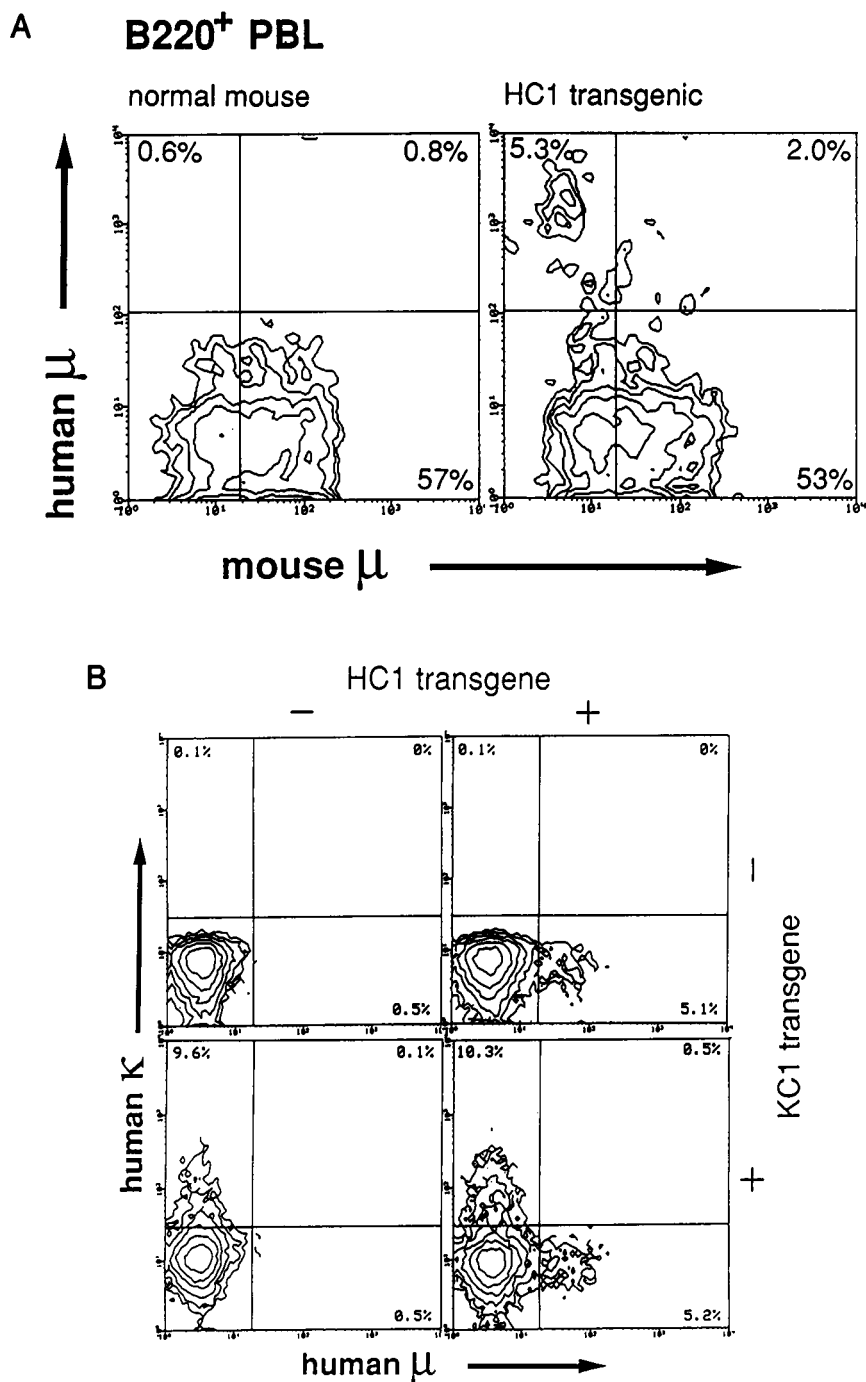 A
B220+ PBL
normal mouse
HC1 transgenic
0.6%
0.8%
5.3%
2.0%
57%
53%
human μ
mouse μ
B
HC1 transgene
− +
0.1%
0%
0.1%
0%
0.5%
5.1%
9.6%
0.1%
10.3%
0.5%
0.5%
5.2%
human κ
human μ
KC1 transgene
−
+